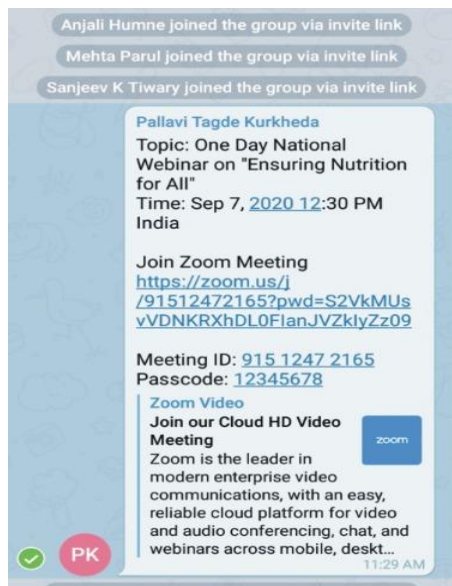 Anjali Humne joined the group via invite link
Mehta Parul joined the group via invite link
Sanjeev K Tiwary joined the group via invite link
Pallavi Tagde Kurkheda
Topic: One Day National
Webinar on "Ensuring Nutrition
for All"
Time: Sep 7, 2020 12:30 PM
India
Join Zoom Meeting
https://zoom.us/j
/91512472165?pwd=S2VkMUs
vVDNKRXhDL0FIanJVZklyZz09
Meeting ID: 915 1247 2165
Passcode: 12345678
Zoom Video
Join our Cloud HD Video
Meeting
zoom
Zoom is the leader in
modern enterprise video
communications, with an easy,
reliable cloud platform for video
and audio conferencing, chat, and
webinars across mobile, deskt...
PK
11:29 AM